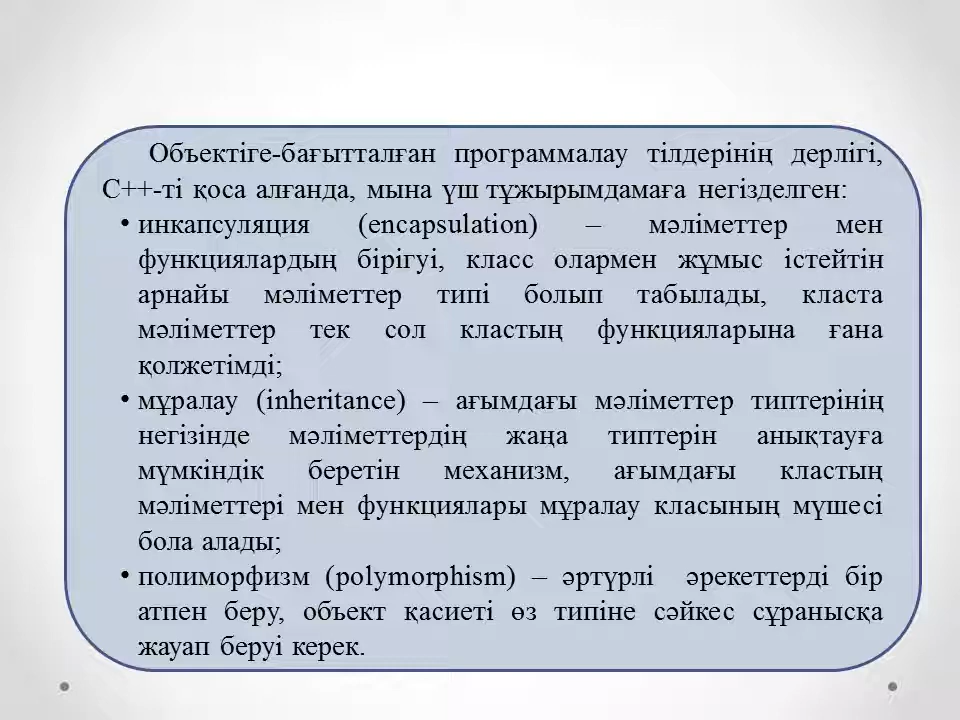 Объектіге-бағытталған программалау тілдерінің дерлігі,
С++-ті қоса алғанда, мына үш тұжырымдамаға негізделген:
• инкапсуляция (encapsulation) – мәліметтер мен
функциялардың бірігуі, класс олармен жұмыс істейтін
арнайы мәліметтер типі болып табылады, класта
мәліметтер тек сол кластың функцияларына ғана
қолжетімді;
• мұралау (inheritance) – ағымдағы мәліметтер типтерінің
негізінде мәліметтердің жаңа типтерін анықтауға
мүмкіндік беретін механизм, ағымдағы кластың
мәліметтері мен функциялары мұралау класының мүшесі
бола алады;
• полиморфизм (polymorphism) – әртүрлі әрекеттерді бір
атпен беру, объект қасиеті өз типіне сәйкес сұранысқа
жауап беруі керек.